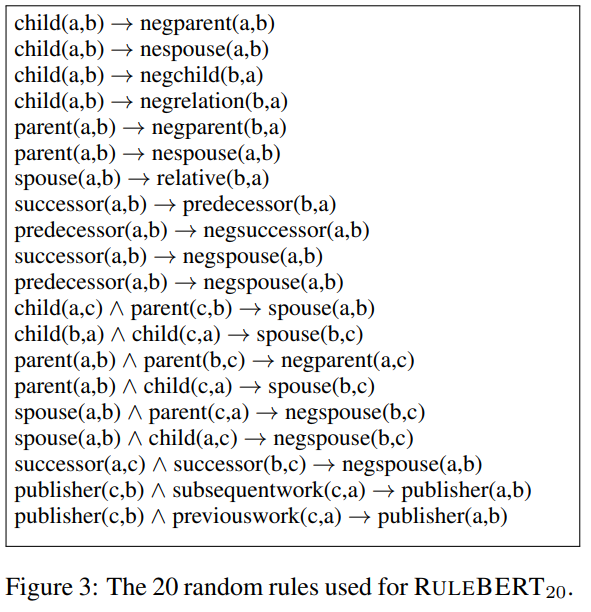 child(a,b) → negparent(a,b)
child(a,b) → nespouse(a,b)
child(a,b) → negchild(b,a)
child(a,b) → negrelation(b,a)
parent(a,b) → negparent(b,a)
parent(a,b) → nespouse(a,b)
spouse(a,b) → relative(b,a)
successor(a,b) → predecessor(b,a)
predecessor(a,b) → negsuccessor(a,b)
successor(a,b) → negspouse(a,b)
predecessor(a,b) → negspouse(a,b)
child(a,c) ∧ parent(c,b) → spouse(a,b)
child(b,a) ∧ child(c,a) → spouse(b,c)
parent(a,b) ∧ parent(b,c) → negparent(a,c)
parent(a,b) ∧ child(c,a) → spouse(b,c)
spouse(a,b) ∧ parent(c,a) → negspouse(b,c)
spouse(a,b) ∧ child(a,c) → negspouse(b,c)
successor(a,c) ∧ successor(b,c) → negspouse(a,b)
publisher(c,b) ∧ subsequentwork(c,a) → publisher(a,b)
publisher(c,b) ∧ previouswork(c,a) → publisher(a,b)
Figure 3: The 20 random rules used for RULEBERT₂₀.